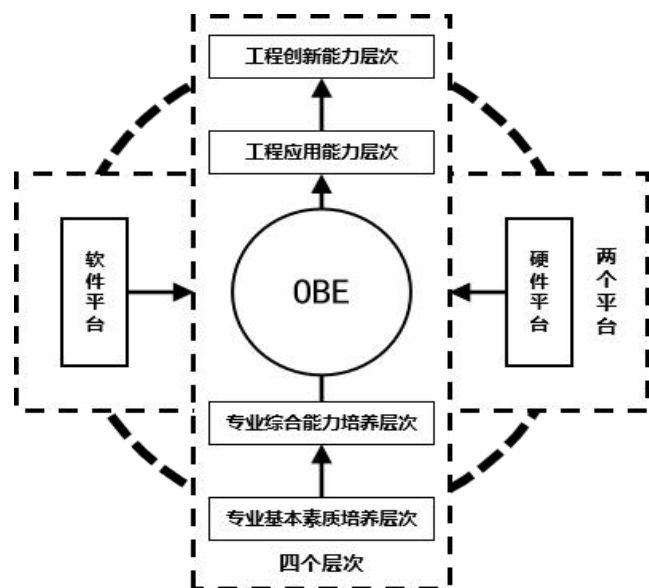 工程创新能力层次
工程应用能力层次
软件平台
OBE
硬件平台
两个平台
专业综合能力培养层次
专业基本素质培养层次
四个层次